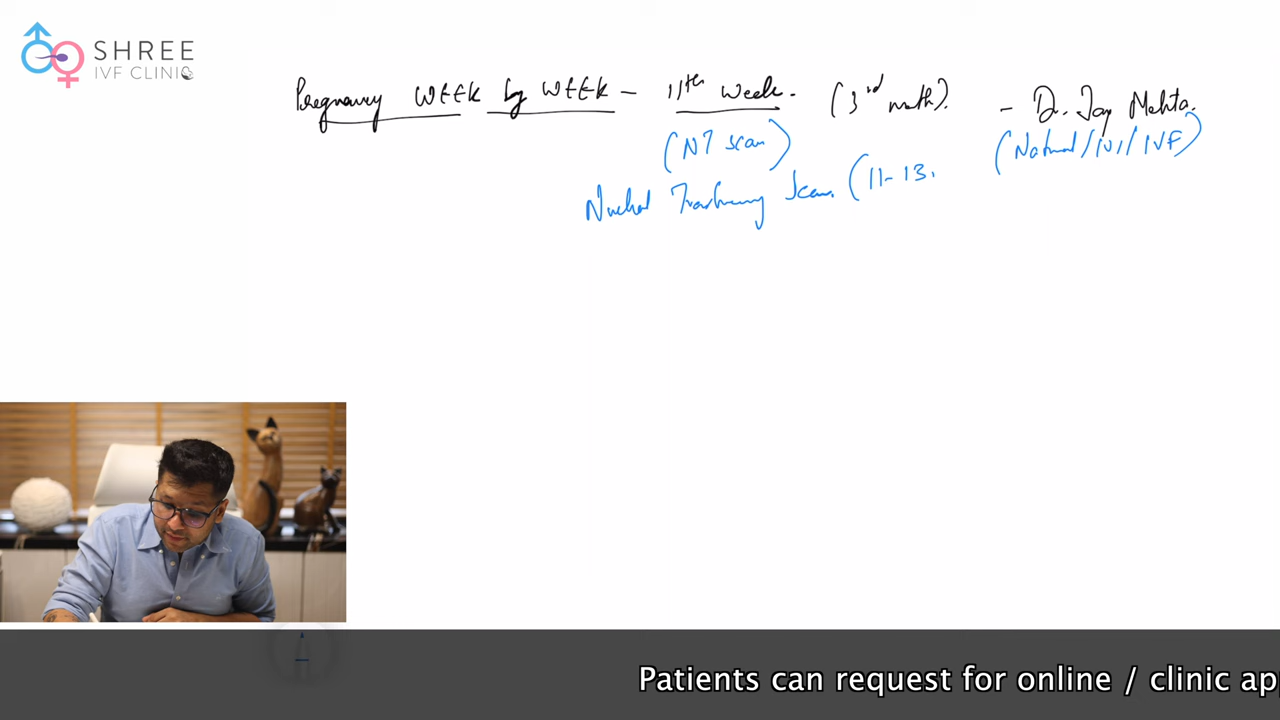 SHREE
IVF CLINIC
Pregnancy WEEK by WEEK - 11th Week. (3rd month). - Dr. Jay Mehta.
(NT scan) (Natural/IUI/IVF)
Nuchal Translucency Scan. (11-13.
Patients can request for online / clinic ap